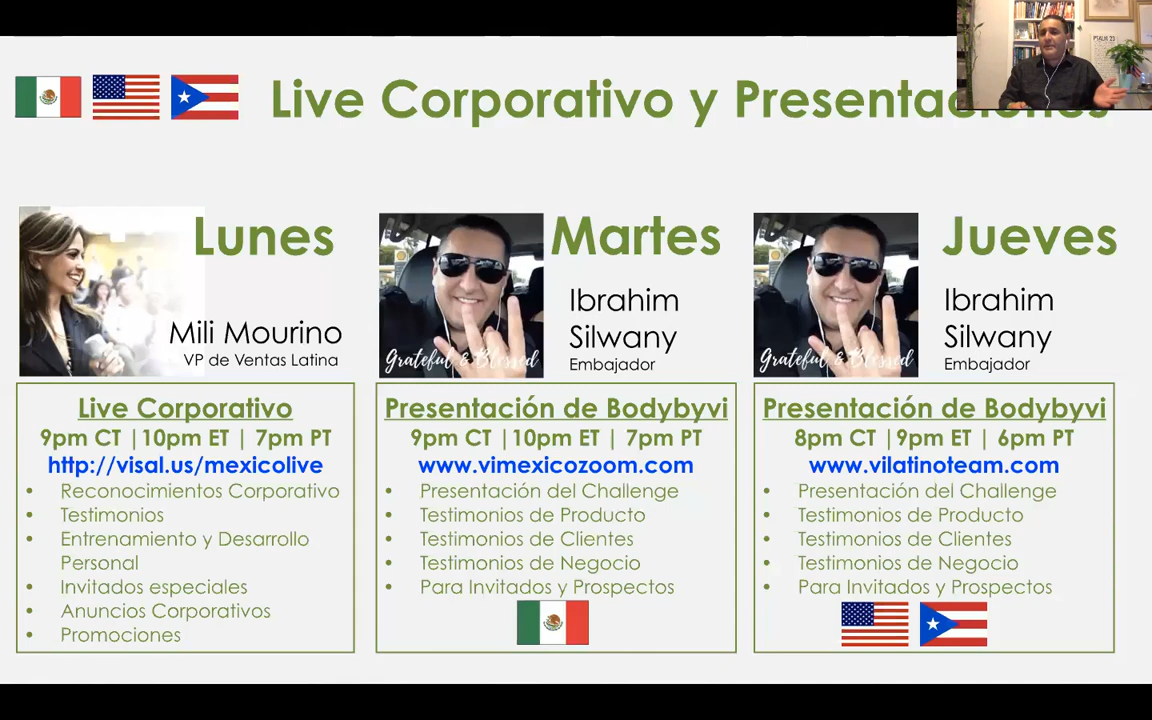 Live Corporativo y Presentaciones
Lunes
Mili Mourino
VP de Ventas Latina
Live Corporativo
9pm CT |10pm ET | 7pm PT
http://visal.us/mexicolive
• Reconocimientos Corporativo
• Testimonios
• Entrenamiento y Desarrollo
Personal
• Invitados especiales
• Anuncios Corporativos
• Promociones
Martes
Grateful & Blessed
Ibrahim
Silwany
Embajador
Presentación de Bodybyvi
9pm CT |10pm ET | 7pm PT
www.vimexicozoom.com
• Presentación del Challenge
• Testimonios de Producto
• Testimonios de Clientes
• Testimonios de Negocio
• Para Invitados y Prospectos
Jueves
Grateful & Blessed
Ibrahim
Silwany
Embajador
Presentación de Bodybyvi
8pm CT |9pm ET | 6pm PT
www.vilatinoteam.com
• Presentación del Challenge
• Testimonios de Producto
• Testimonios de Clientes
• Testimonios de Negocio
• Para Invitados y Prospectos
PSALM 23